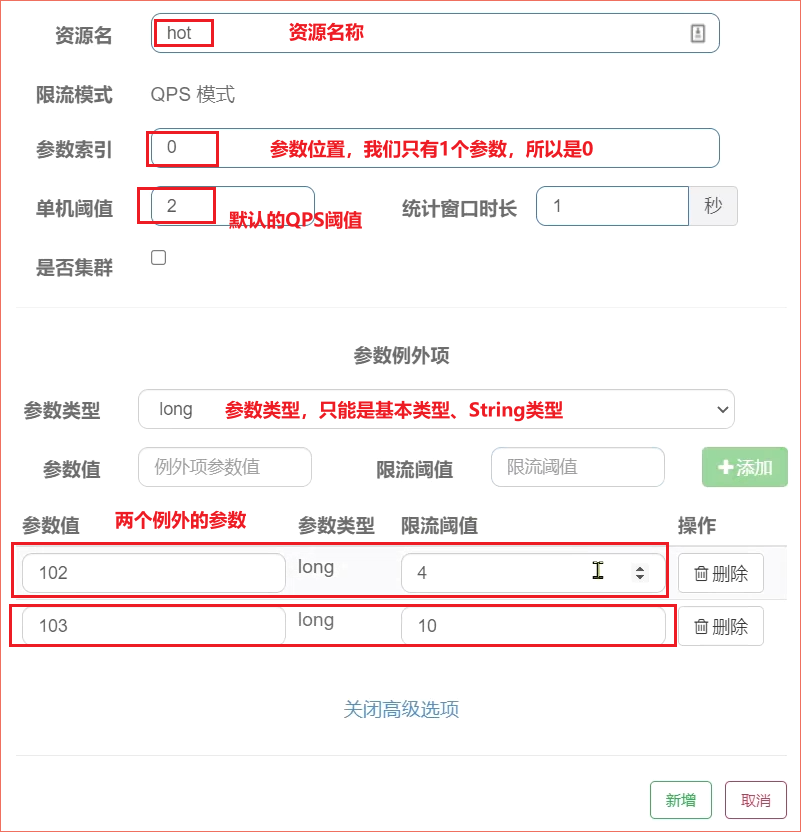 资源名 hot 资源名称
限流模式 QPS 模式
参数索引 0 参数位置，我们只有1个参数，所以是0
单机阈值 2 默认的QPS阈值 统计窗口时长 1 秒
是否集群
参数例外项
参数类型 long 参数类型，只能是基本类型、String类型
参数值 例外项参数值 限流阈值 限流阈值 +添加
参数值 两个例外的参数 参数类型 限流阈值 操作
102 long 4 删除
103 long 10 删除
关闭高级选项
新增 取消